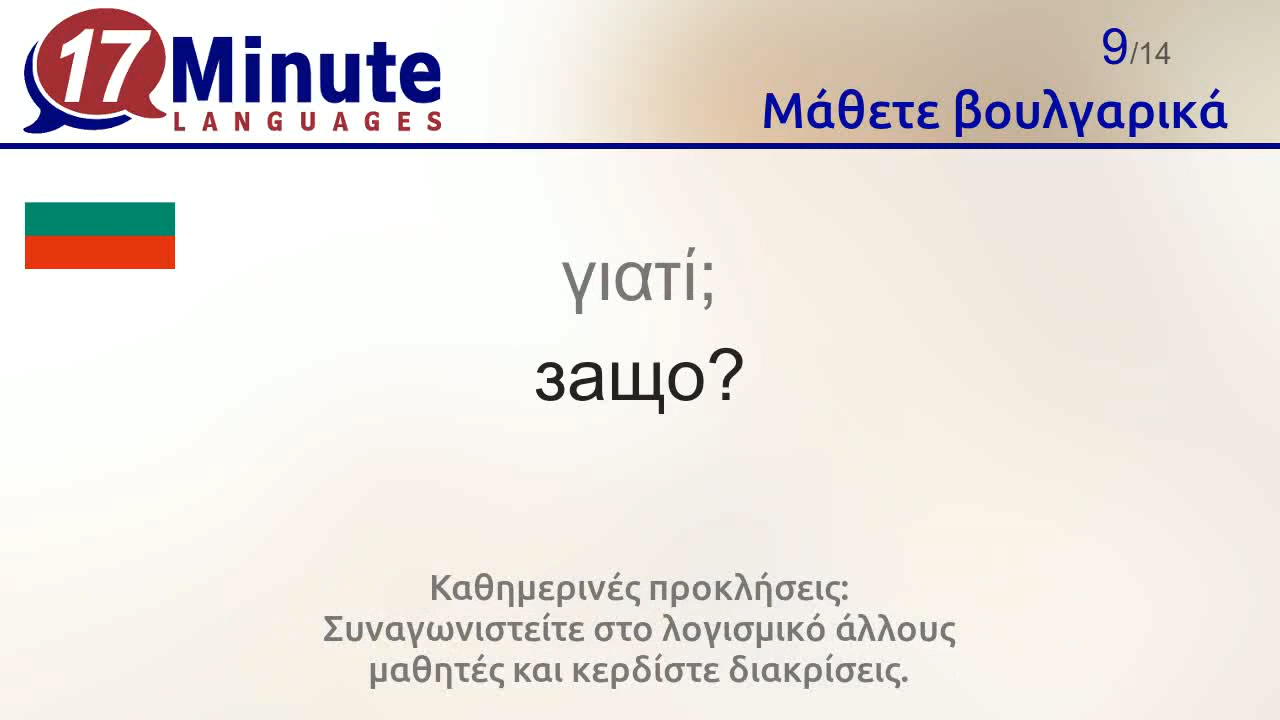 17 Minute
LANGUAGES
9/14
Μάθετε βουλγαρικά
γιατί;
защо?
Καθημερινές προκλήσεις:
Συναγωνιστείτε στο λογισμικό άλλους
μαθητές και κερδίστε διακρίσεις.